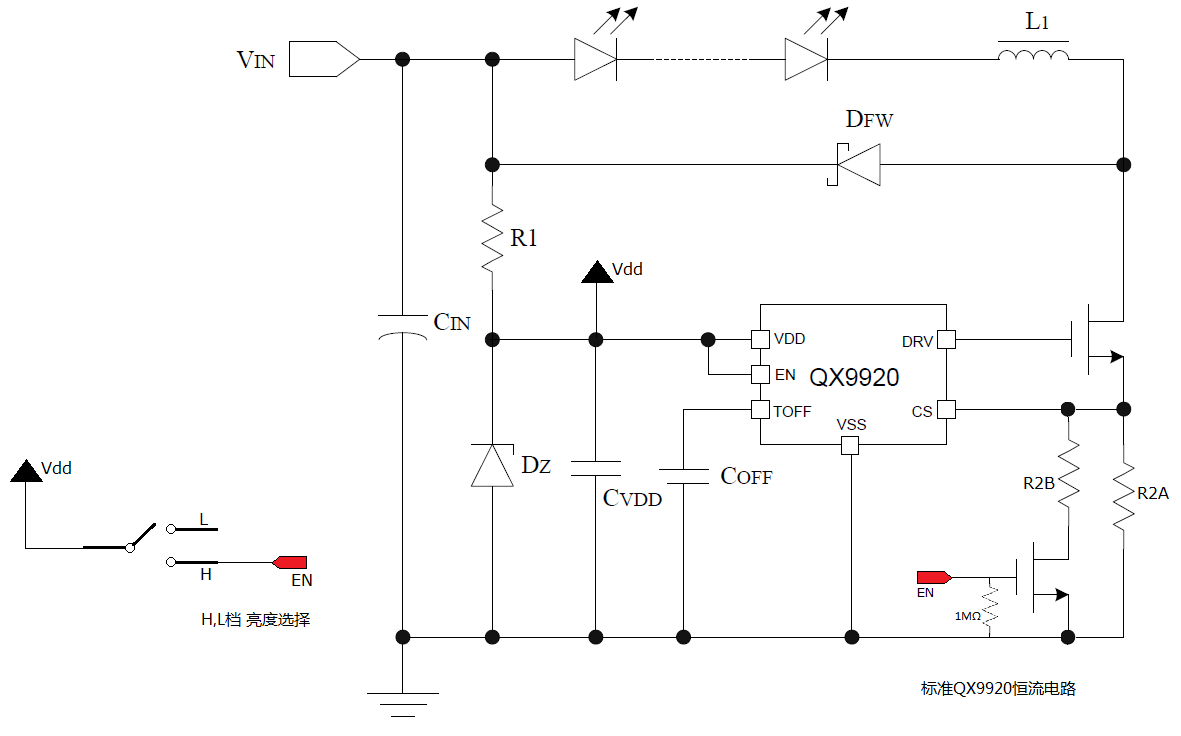 L1
VIN
DFW
R1
Vdd
CIN
VDD
DRV
EN
QX9920
TOFF
CS
VSS
DZ
Vdd
COFF
R2B
R2A
CVDD
L
H
EN
EN
1MΩ
H,L档 亮度选择
标准QX9920恒流电路